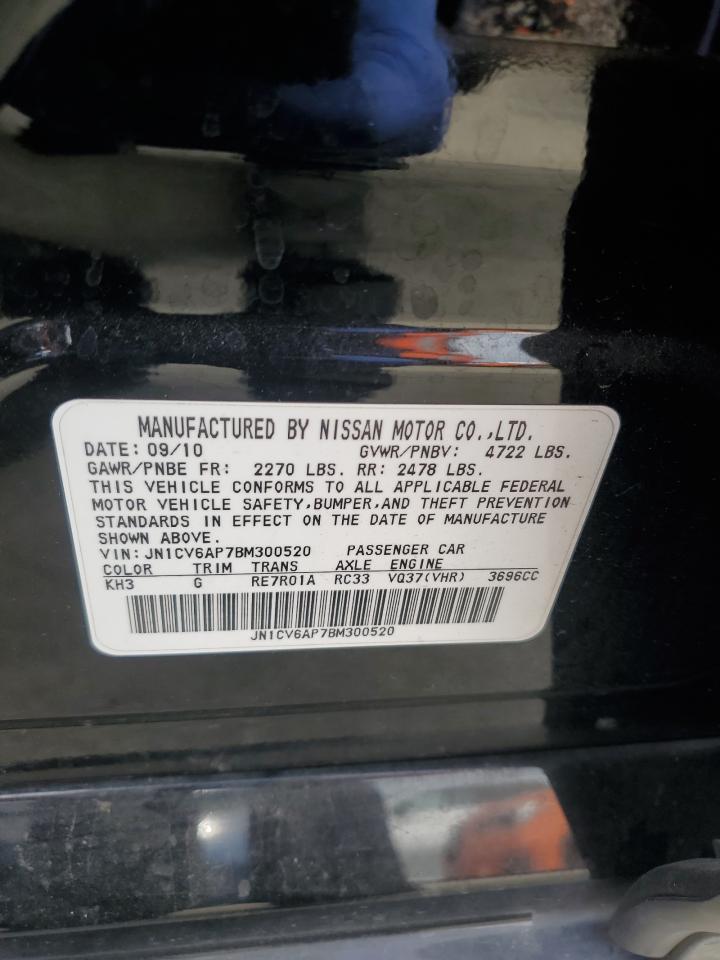 MANUFACTURED BY NISSAN MOTOR CO.,LTD.
DATE: 09/10 GVWR/PNBV: 4722 LBS.
GAWR/PNBE FR: 2270 LBS. RR: 2478 LBS.
THIS VEHICLE CONFORMS TO ALL APPLICABLE FEDERAL
MOTOR VEHICLE SAFETY,BUMPER,AND THEFT PREVENTION
STANDARDS IN EFFECT ON THE DATE OF MANUFACTURE
SHOWN ABOVE.
VIN: JN1CV6AP7BM300520 PASSENGER CAR
COLOR TRIM TRANS AXLE ENGINE
KH3 G RE7R01A RC33 VQ37(VHR) 3696CC
JN1CV6AP7BM300520